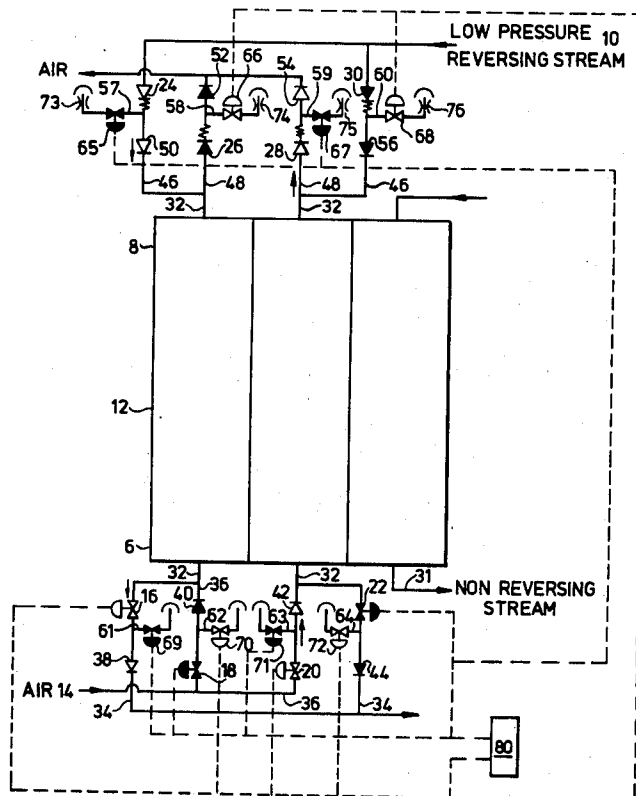 LOW PRESSURE 10
REVERSING STREAM
AIR
52 66 54
24 59 30 60
73 57 58 74 75 76
65 50 26 28 67 56 68
46 48 48 46
32 32
8
12
6
32 32 31
36 NON REVERSING
STREAM
16 40 42 22
61 62 63 64
69 70 71 72
38 18 20 44
AIR 14
34 36 34
80